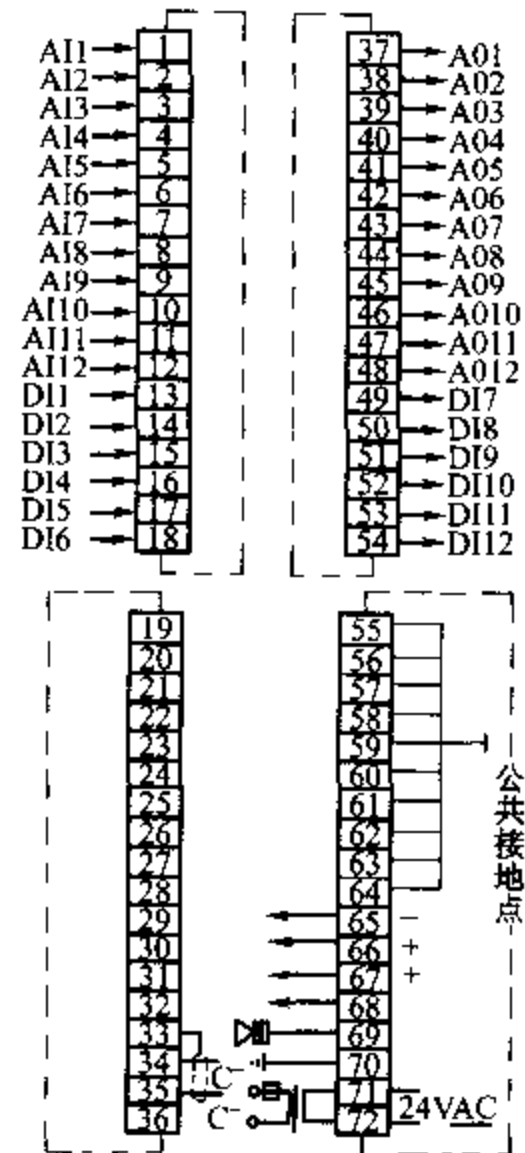 AI1 1 37 A01
AI2 2 38 A02
AI3 3 39 A03
AI4 4 40 A04
AI5 5 41 A05
AI6 6 42 A06
AI7 7 43 A07
AI8 8 44 A08
AI9 9 45 A09
AI10 10 46 A010
AI11 11 47 A011
AI12 12 48 A012
DI1 13 49 DI7
DI2 14 50 DI8
DI3 15 51 DI9
DI4 16 52 DI10
DI5 17 53 DI11
DI6 18 54 DI12
19 55
20 56
21 57
22 58
23 59
24 60
25 61
26 62
27 63
28 64
公共接地点
29 65 −
30 66 +
31 67 +
32 68
33 69
34 70
35 C− 71
36 C− 72
24VAC